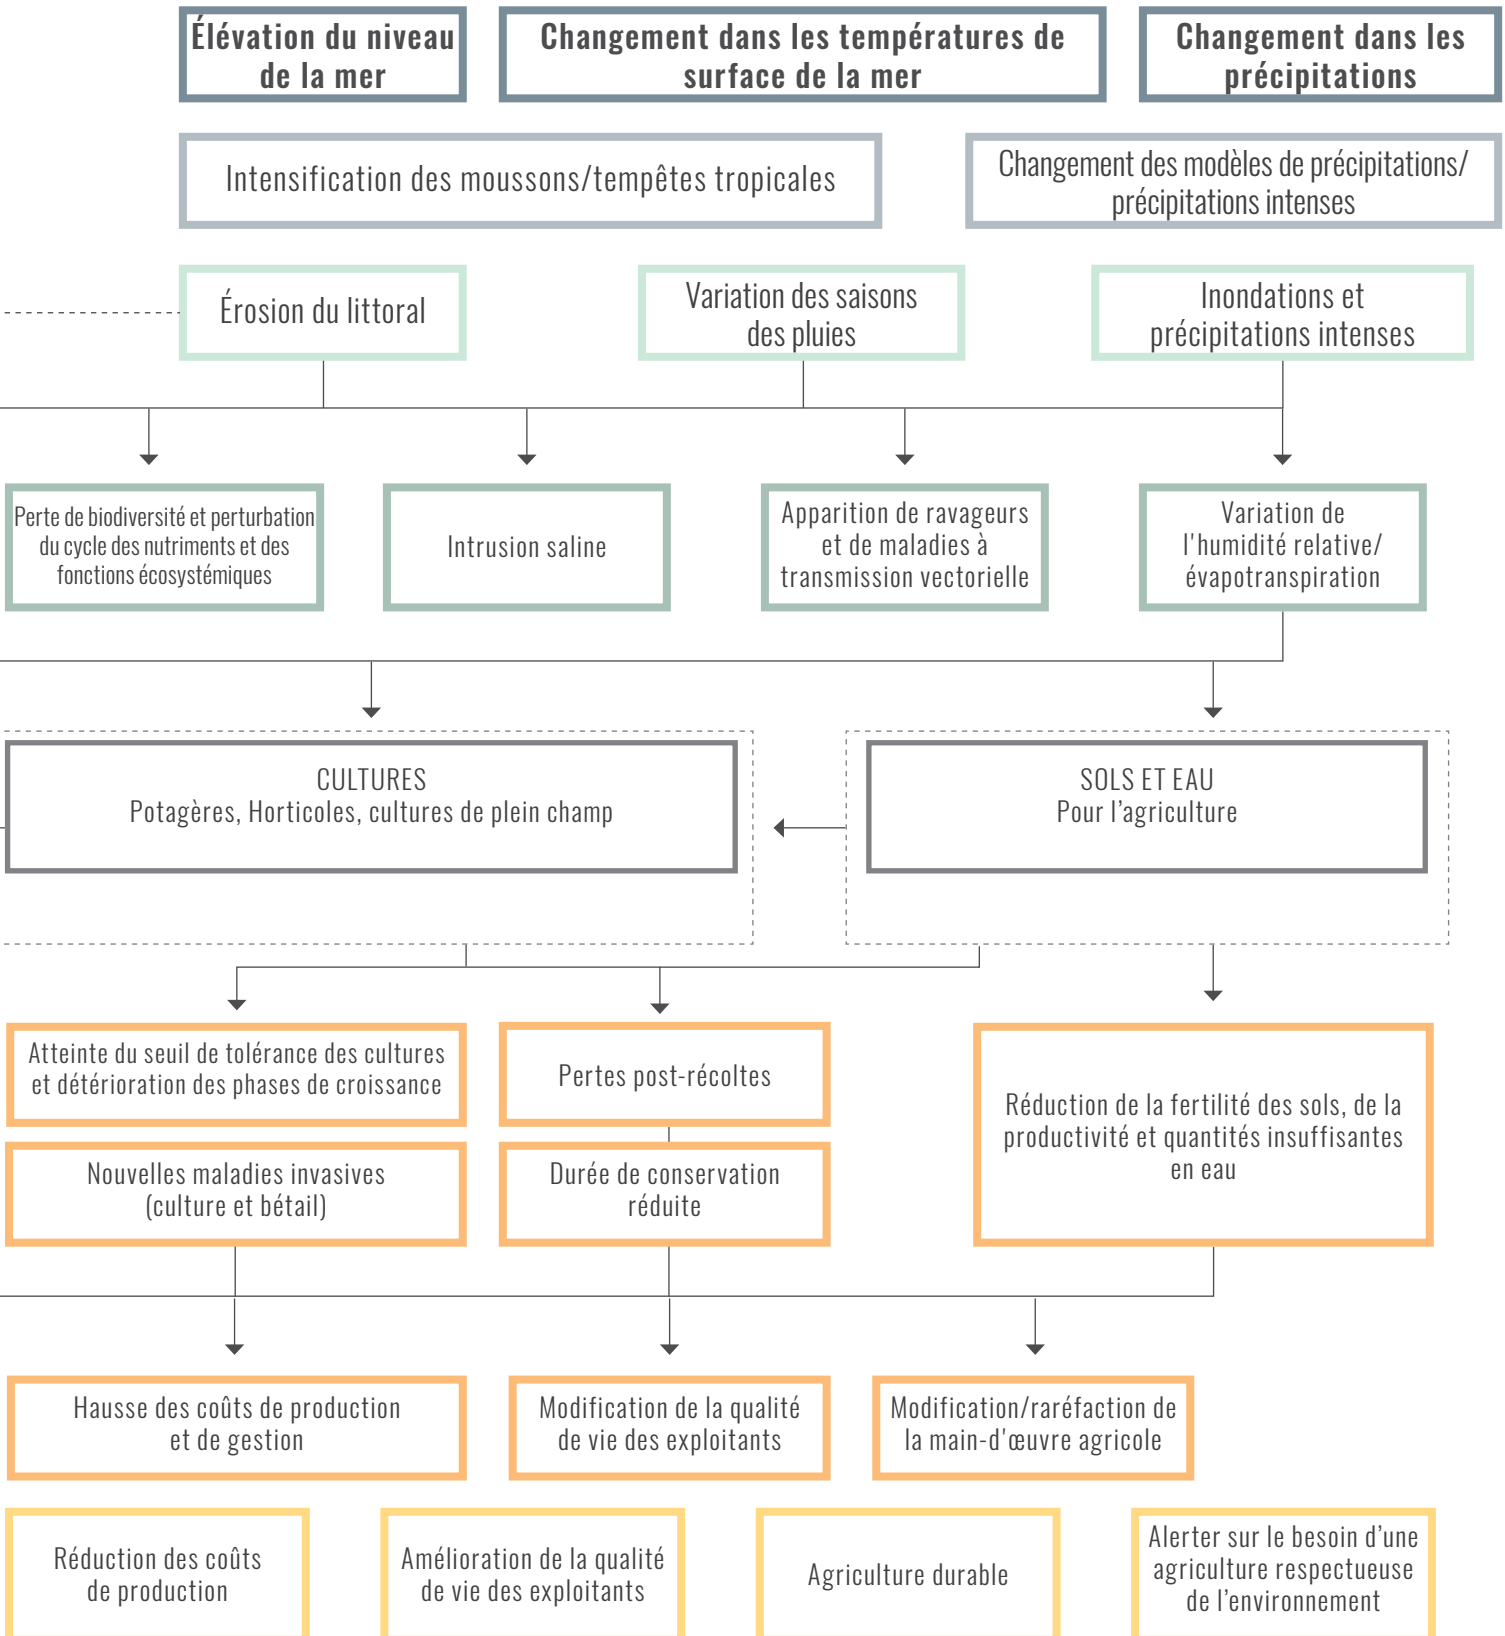 Élévation du niveau
de la mer
Changement dans les températures de
surface de la mer
Changement dans les
précipitations
Intensification des moussons/tempêtes tropicales
Changement des modèles de précipitations/
précipitations intenses
Érosion du littoral
Variation des saisons
des pluies
Inondations et
précipitations intenses
Perte de biodiversité et perturbation
du cycle des nutriments et des
fonctions écosystémiques
Intrusion saline
Apparition de ravageurs
et de maladies à
transmission vectorielle
Variation de
l'humidité relative/
évapotranspiration
CULTURES
Potagères, Horticoles, cultures de plein champ
SOLS ET EAU
Pour l’agriculture
Atteinte du seuil de tolérance des cultures
et détérioration des phases de croissance
Pertes post-récoltes
Réduction de la fertilité des sols, de la
productivité et quantités insuffisantes
en eau
Nouvelles maladies invasives
(culture et bétail)
Durée de conservation
réduite
Hausse des coûts de production
et de gestion
Modification de la qualité
de vie des exploitants
Modification/raréfaction de
la main-d'œuvre agricole
Réduction des coûts
de production
Amélioration de la qualité
de vie des exploitants
Agriculture durable
Alerter sur le besoin d’une
agriculture respectueuse
de l’environnement